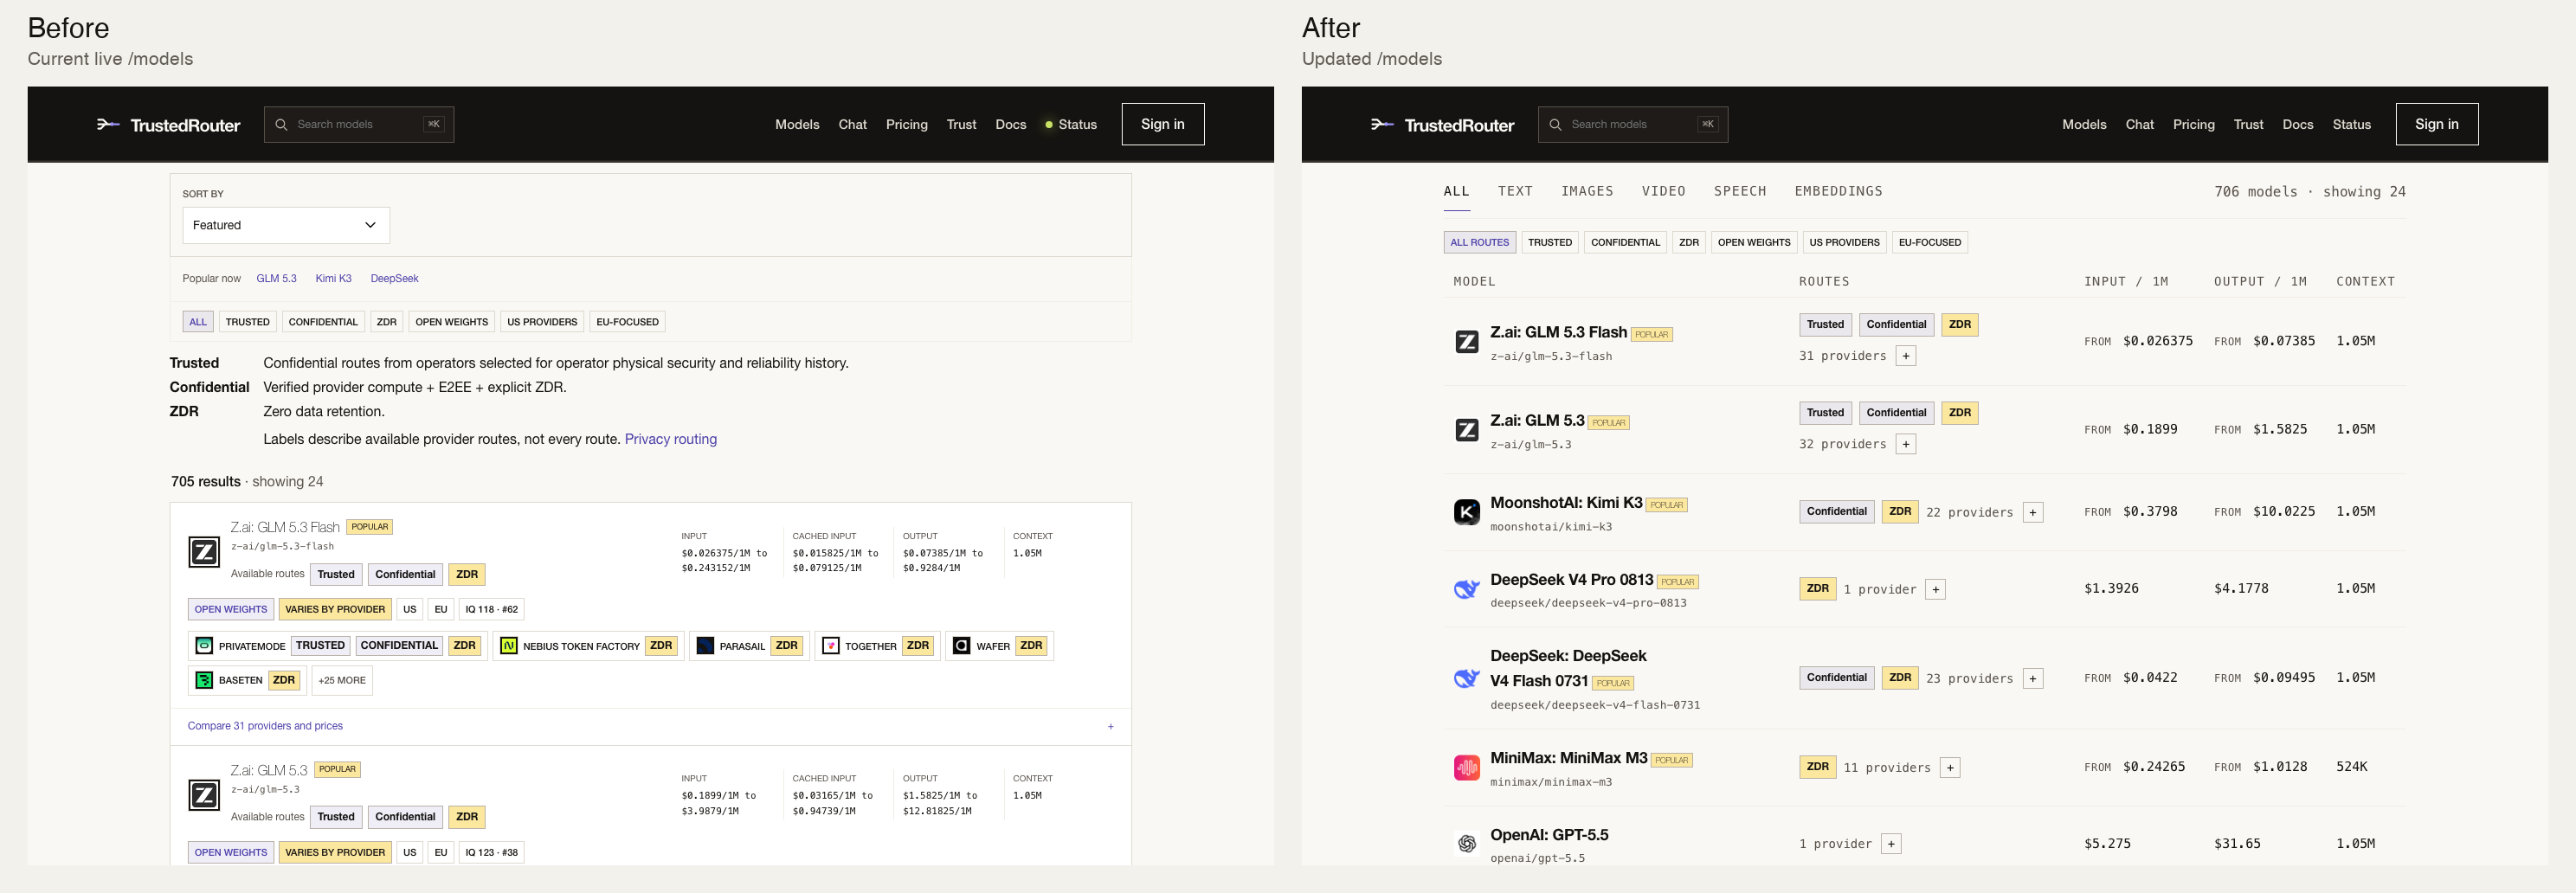 Before
Current live /models
TrustedRouter
Search models
⌘K
Models Chat Pricing Trust Docs Status
Sign in
SORT BY
Featured
Popular now GLM 5.3 Kimi K3 DeepSeek
ALL TRUSTED CONFIDENTIAL ZDR OPEN WEIGHTS US PROVIDERS EU-FOCUSED
Trusted Confidential routes from operators selected for operator physical security and reliability history.
Confidential Verified provider compute + E2EE + explicit ZDR.
ZDR Zero data retention.
Labels describe available provider routes, not every route. Privacy routing
705 results · showing 24
Z.ai: GLM 5.3 Flash POPULAR
z-ai/glm-5.3-flash
Available routes Trusted Confidential ZDR
INPUT CACHED INPUT OUTPUT CONTEXT
$0.026375/1M to $0.015825/1M to $0.07385/1M to 1.05M
$0.243152/1M $0.079125/1M $0.9284/1M
OPEN WEIGHTS VARIES BY PROVIDER US EU IQ 118 · #62
PRIVATEMODE TRUSTED CONFIDENTIAL ZDR NEBIUS TOKEN FACTORY ZDR PARASAIL ZDR TOGETHER ZDR WAFER ZDR
BASETEN ZDR +25 MORE
Compare 31 providers and prices +
Z.ai: GLM 5.3 POPULAR
z-ai/glm-5.3
Available routes Trusted Confidential ZDR
INPUT CACHED INPUT OUTPUT CONTEXT
$0.1899/1M to $0.03165/1M to $1.5825/1M to 1.05M
$3.9879/1M $0.94739/1M $12.81825/1M
OPEN WEIGHTS VARIES BY PROVIDER US EU IQ 123 · #38
After
Updated /models
TrustedRouter
Search models
⌘K
Models Chat Pricing Trust Docs Status
Sign in
ALL TEXT IMAGES VIDEO SPEECH EMBEDDINGS
706 models · showing 24
ALL ROUTES TRUSTED CONFIDENTIAL ZDR OPEN WEIGHTS US PROVIDERS EU-FOCUSED
MODEL ROUTES INPUT / 1M OUTPUT / 1M CONTEXT
Z.ai: GLM 5.3 Flash POPULAR
z-ai/glm-5.3-flash
Trusted Confidential ZDR
31 providers +
FROM $0.026375 FROM $0.07385 1.05M
Z.ai: GLM 5.3 POPULAR
z-ai/glm-5.3
Trusted Confidential ZDR
32 providers +
FROM $0.1899 FROM $1.5825 1.05M
MoonshotAI: Kimi K3 POPULAR
moonshotai/kimi-k3
Confidential ZDR 22 providers +
FROM $0.3798 FROM $10.0225 1.05M
DeepSeek V4 Pro 0813 POPULAR
deepseek/deepseek-v4-pro-0813
ZDR 1 provider +
$1.3926 $4.1778 1.05M
DeepSeek: DeepSeek
V4 Flash 0731 POPULAR
deepseek/deepseek-v4-flash-0731
Confidential ZDR 23 providers +
FROM $0.0422 FROM $0.09495 1.05M
MiniMax: MiniMax M3 POPULAR
minimax/minimax-m3
ZDR 11 providers +
FROM $0.24265 FROM $1.0128 524K
OpenAI: GPT-5.5
openai/gpt-5.5
1 provider +
$5.275 $31.65 1.05M